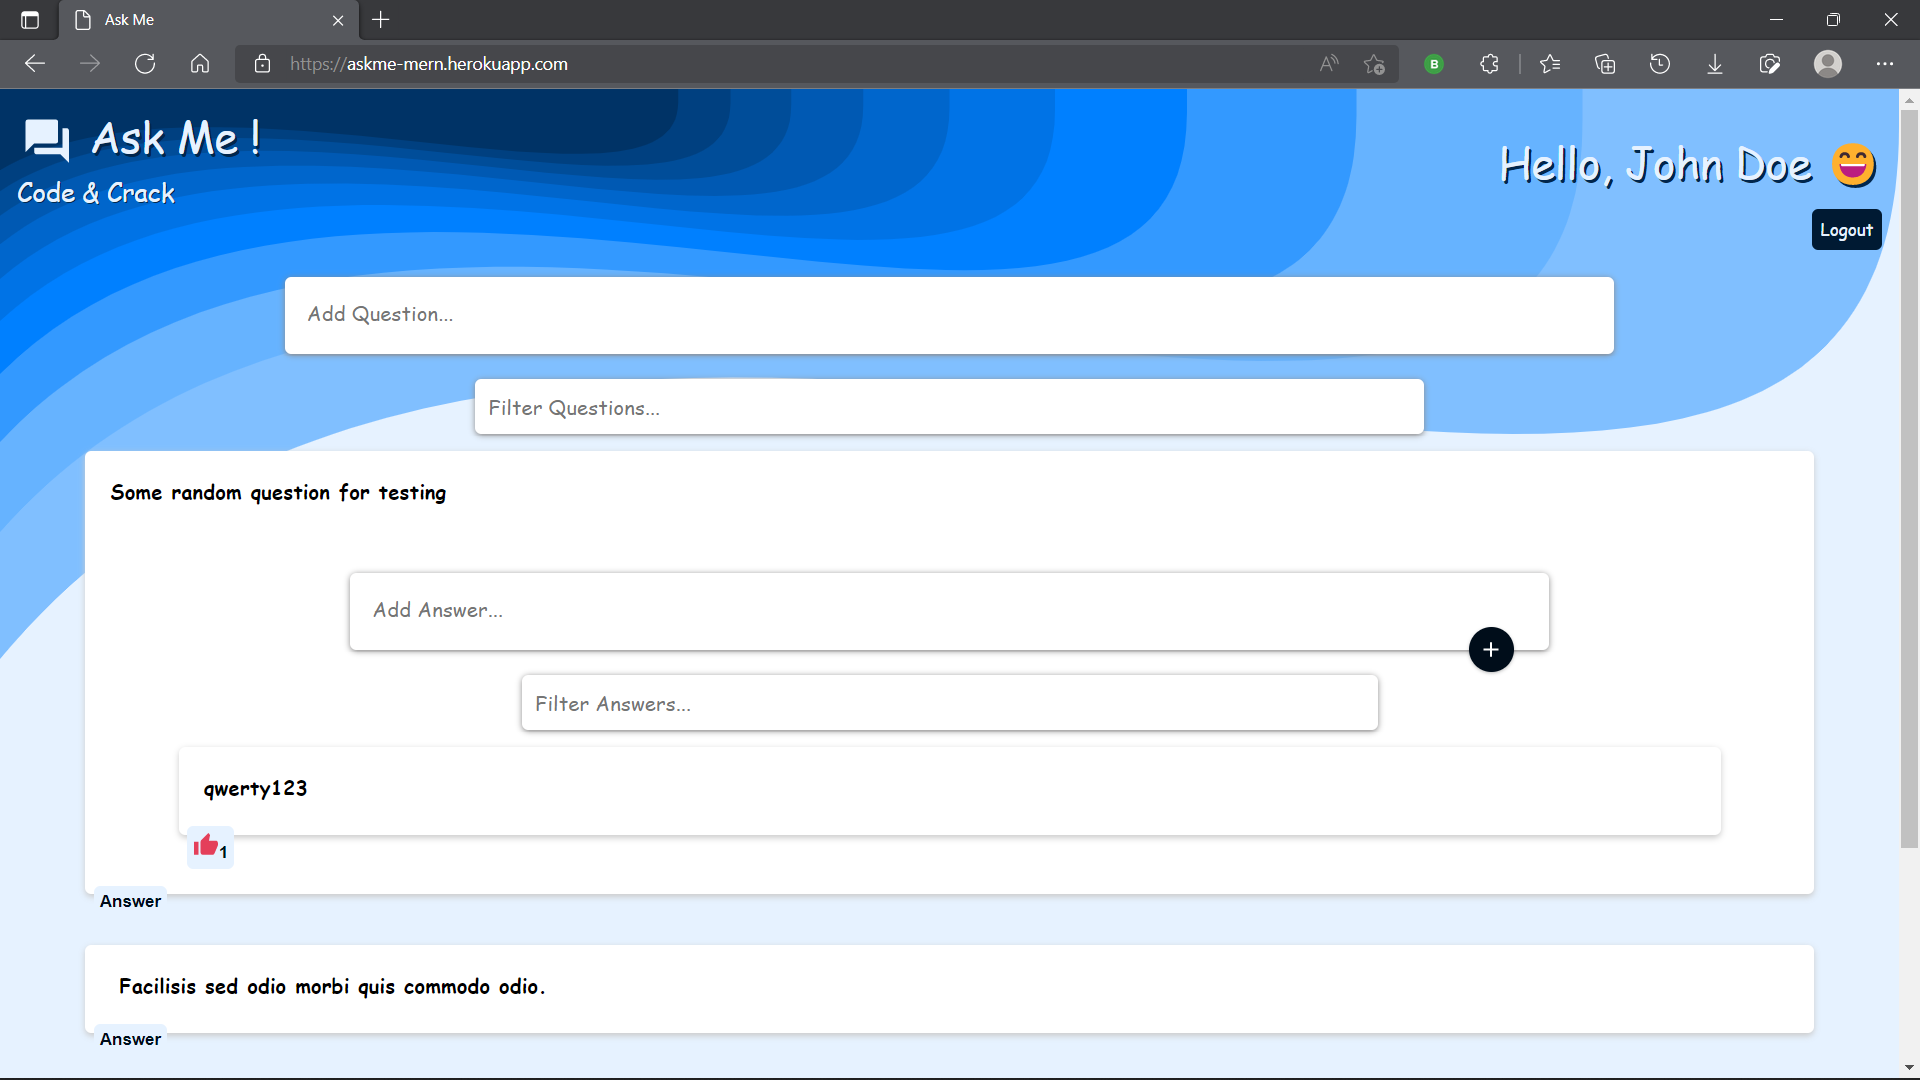 Ask Me
https://askme-mern.herokuapp.com
B
Ask Me !
Code & Crack
Hello, John Doe 😄
Logout
Add Question...
Filter Questions...
Some random question for testing
Add Answer...
+
Filter Answers...
qwerty123
1
Answer
Facilisis sed odio morbi quis commodo odio.
Answer